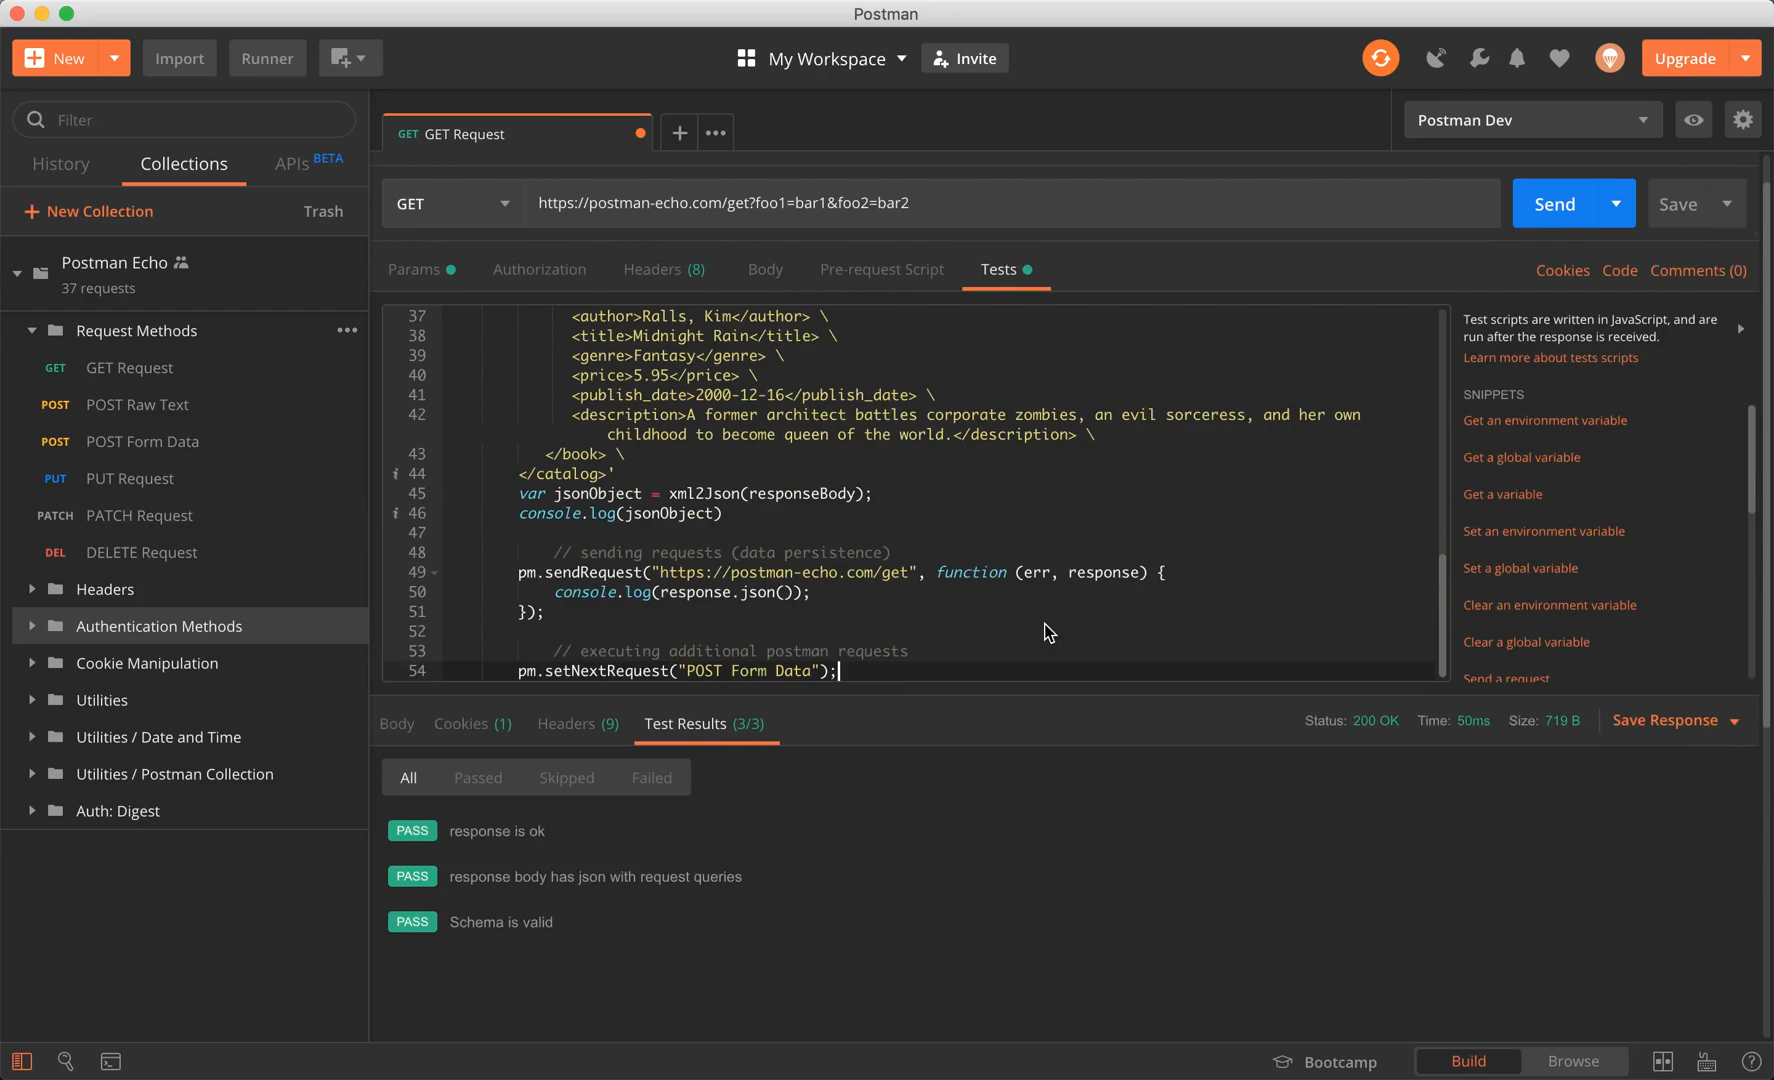 Postman
New
Import
Runner
My Workspace
Invite
Upgrade
Filter
History
Collections
APIs BETA
New Collection
Trash
Postman Echo
37 requests
Request Methods
GET GET Request
POST POST Raw Text
POST POST Form Data
PUT PUT Request
PATCH PATCH Request
DEL DELETE Request
Headers
Authentication Methods
Cookie Manipulation
Utilities
Utilities / Date and Time
Utilities / Postman Collection
Auth: Digest
GET GET Request
Postman Dev
GET
https://postman-echo.com/get?foo1=bar1&foo2=bar2
Send
Save
Params
Authorization
Headers (8)
Body
Pre-request Script
Tests
Cookies
Code
Comments (0)
37 <author>Ralls, Kim</author> \
38 <title>Midnight Rain</title> \
39 <genre>Fantasy</genre> \
40 <price>5.95</price> \
41 <publish_date>2000-12-16</publish_date> \
42 <description>A former architect battles corporate zombies, an evil sorceress, and her own
childhood to become queen of the world.</description> \
43 </book> \
i 44 </catalog>'
45 var jsonObject = xml2Json(responseBody);
i 46 console.log(jsonObject)
47
48 // sending requests (data persistence)
49 pm.sendRequest("https://postman-echo.com/get", function (err, response) {
50 console.log(response.json());
51 });
52
53 // executing additional postman requests
54 pm.setNextRequest("POST Form Data");
Test scripts are written in JavaScript, and are
run after the response is received.
Learn more about tests scripts
SNIPPETS
Get an environment variable
Get a global variable
Get a variable
Set an environment variable
Set a global variable
Clear an environment variable
Clear a global variable
Send a request
Body
Cookies (1)
Headers (9)
Test Results (3/3)
Status: 200 OK
Time: 50ms
Size: 719 B
Save Response
All
Passed
Skipped
Failed
PASS response is ok
PASS response body has json with request queries
PASS Schema is valid
Bootcamp
Build
Browse